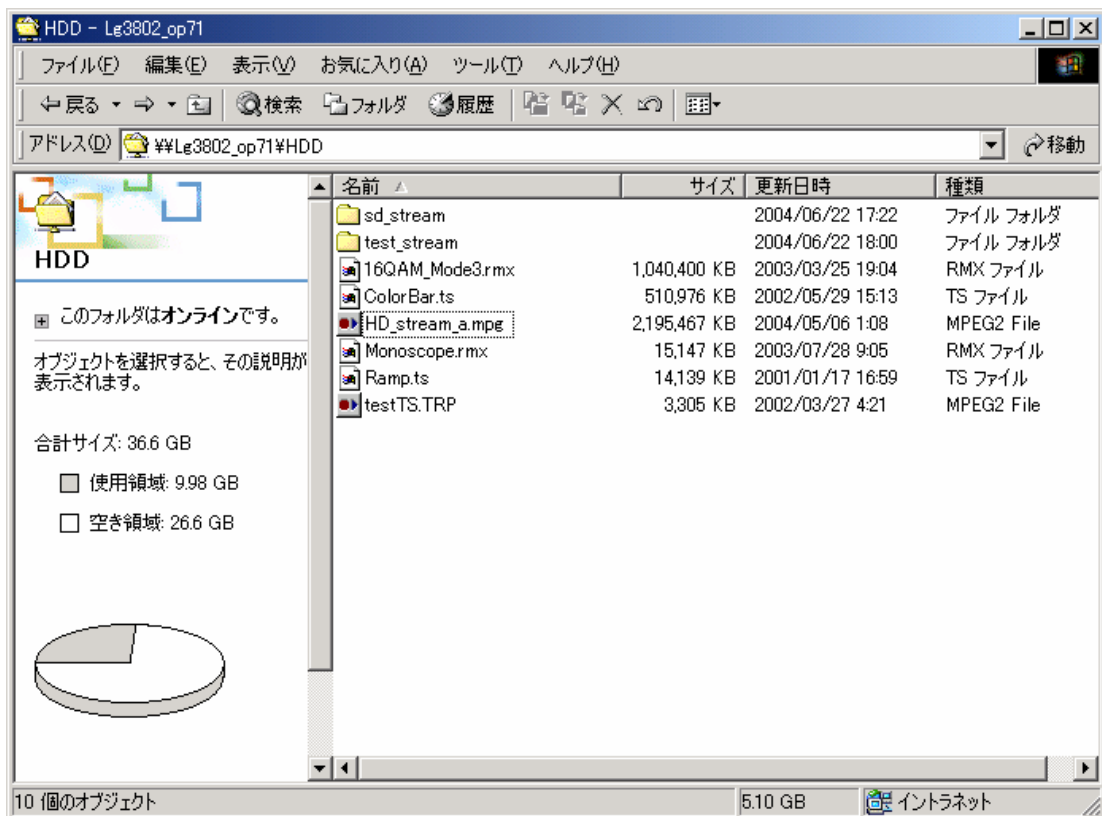 HDD - Lg3802_op71
ファイル(F) 編集(E) 表示(V) お気に入り(A) ツール(T) ヘルプ(H)
戻る 検索 フォルダ 履歴
アドレス(D) ¥¥Lg3802_op71¥HDD 移動
HDD
このフォルダはオンラインです。
オブジェクトを選択すると、その説明が
表示されます。
合計サイズ: 36.6 GB
使用領域: 9.98 GB
空き領域: 26.6 GB
名前 サイズ 更新日時 種類
sd_stream 2004/06/22 17:22 ファイル フォルダ
test_stream 2004/06/22 18:00 ファイル フォルダ
16QAM_Mode3.rmx 1,040,400 KB 2003/03/25 19:04 RMX ファイル
ColorBar.ts 510,976 KB 2002/05/29 15:13 TS ファイル
HD_stream_a.mpg 2,195,467 KB 2004/05/06 1:08 MPEG2 File
Monoscope.rmx 15,147 KB 2003/07/28 9:05 RMX ファイル
Ramp.ts 14,139 KB 2001/01/17 16:59 TS ファイル
testTS.TRP 3,305 KB 2002/03/27 4:21 MPEG2 File
10 個のオブジェクト 5.10 GB イントラネット